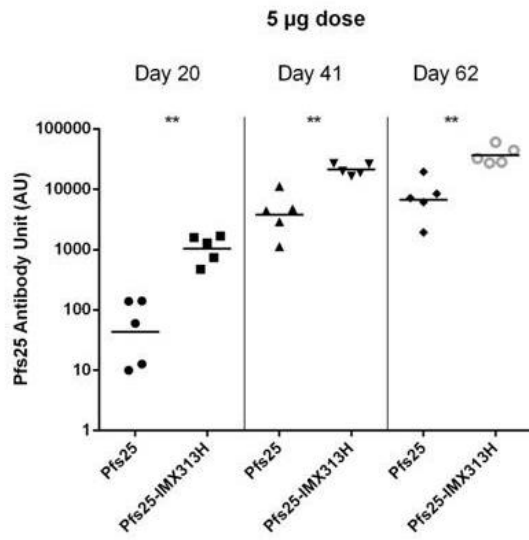 5 µg dose
Day 20
Day 41
Day 62
** ** **
100000
10000
1000
100
10
1
Pfs25 Antibody Unit (AU)
Pfs25
Pfs25-IMX313H
Pfs25
Pfs25-IMX313H
Pfs25
Pfs25-IMX313H